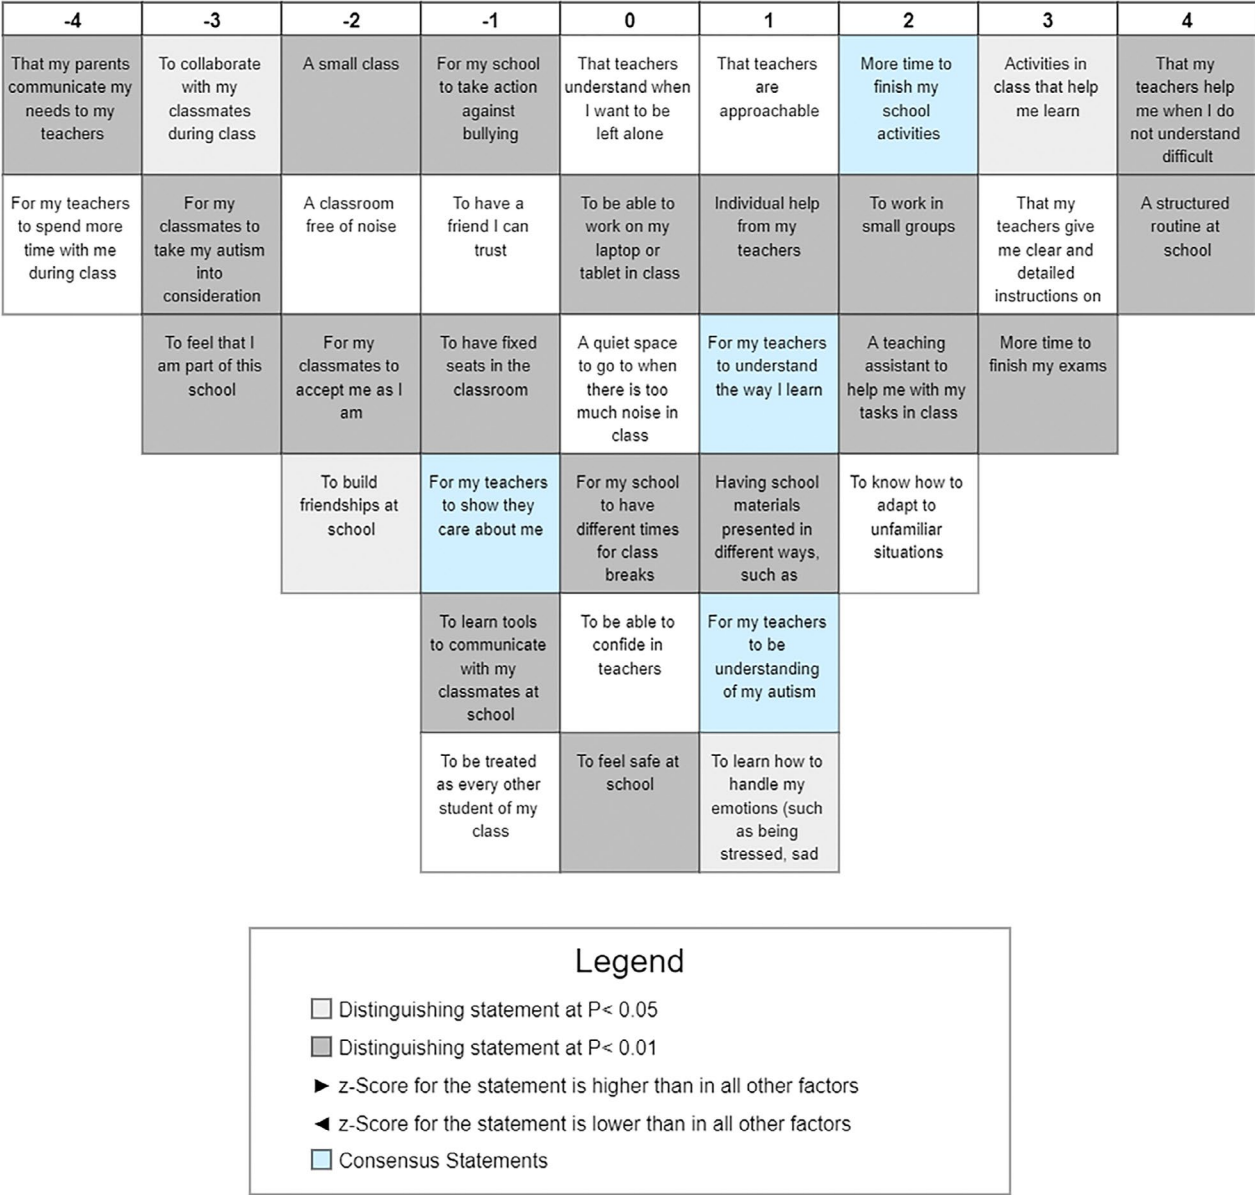 -4 -3 -2 -1 0 1 2 3 4
That my parents
communicate my
needs to my
teachers
To collaborate
with my
classmates
during class
A small class
For my school
to take action
against
bullying
That teachers
understand when
I want to be
left alone
That teachers
are
approachable
More time to
finish my
school
activities
Activities in
class that help
me learn
That my
teachers help
me when I do
not understand
difficult
For my teachers
to spend more
time with me
during class
For my
classmates to
take my autism
into
consideration
A classroom
free of noise
To have a
friend I can
trust
To be able to
work on my
laptop or
tablet in class
Individual help
from my
teachers
To work in
small groups
That my
teachers give
me clear and
detailed
instructions on
A structured
routine at
school
To feel that I
am part of this
school
For my
classmates to
accept me as I
am
To have fixed
seats in the
classroom
A quiet space
to go to when
there is too
much noise in
class
For my teachers
to understand
the way I learn
A teaching
assistant to
help me with my
tasks in class
More time to
finish my exams
To build
friendships at
school
For my teachers
to show they
care about me
For my school
to have
different times
for class
breaks
Having school
materials
presented in
different ways,
such as
To know how to
adapt to
unfamiliar
situations
To learn tools
to communicate
with my
classmates at
school
To be able to
confide in
teachers
For my teachers
to be
understanding
of my autism
To be treated
as every other
student of my
class
To feel safe at
school
To learn how to
handle my
emotions (such
as being
stressed, sad
Legend
Distinguishing statement at P< 0.05
Distinguishing statement at P< 0.01
► z-Score for the statement is higher than in all other factors
◄ z-Score for the statement is lower than in all other factors
Consensus Statements